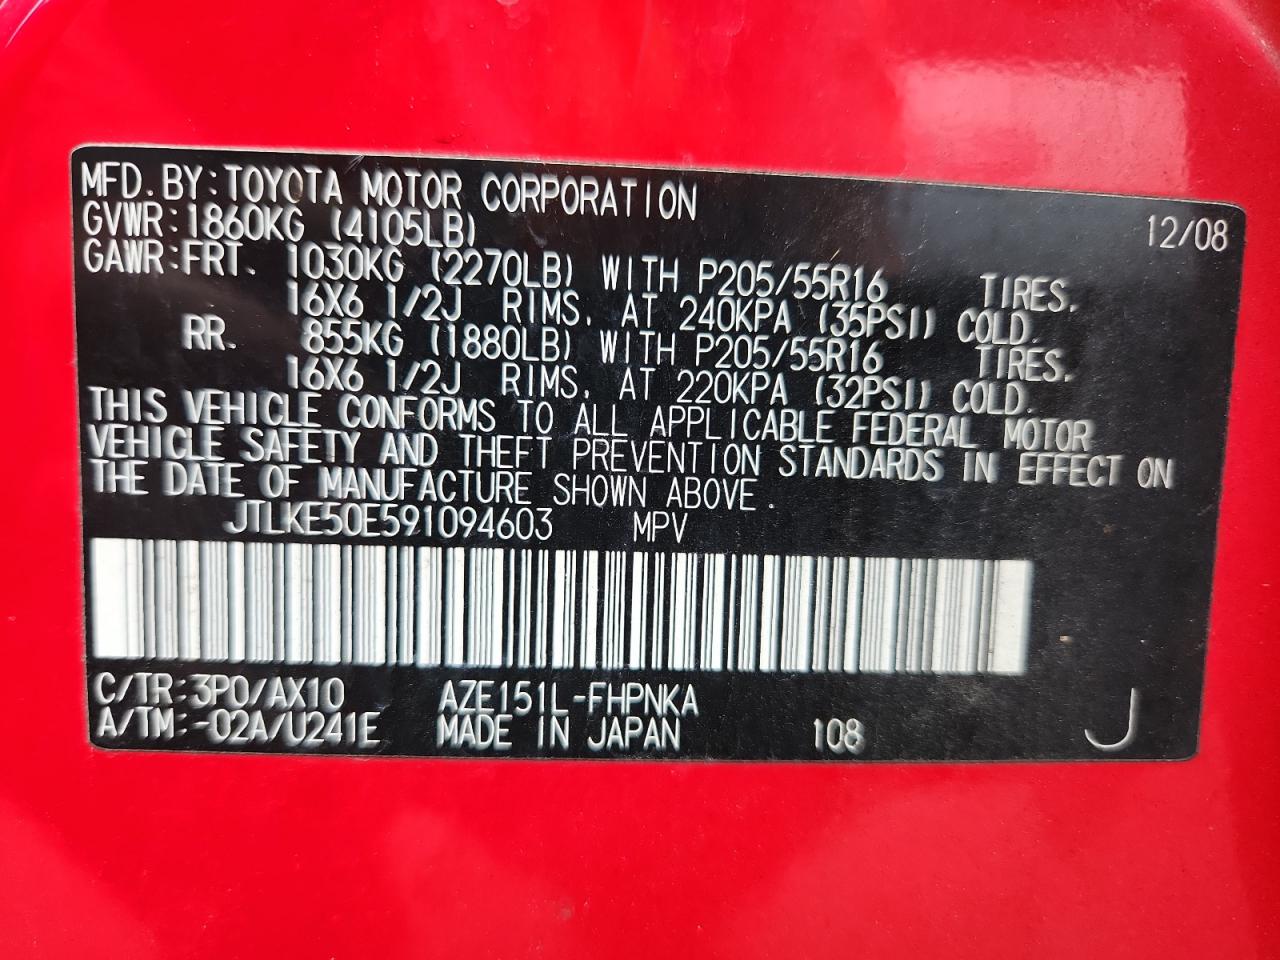 MFD. BY: TOYOTA MOTOR CORPORATION 12/08
GVWR: 1860KG (4105LB)
GAWR: FRT. 1030KG (2270LB) WITH P205/55R16 TIRES,
16X6 1/2J RIMS, AT 240KPA (35PSI) COLD.
RR. 855KG (1880LB) WITH P205/55R16 TIRES,
16X6 1/2J RIMS, AT 220KPA (32PSI) COLD.
THIS VEHICLE CONFORMS TO ALL APPLICABLE FEDERAL MOTOR
VEHICLE SAFETY AND THEFT PREVENTION STANDARDS IN EFFECT ON
THE DATE OF MANUFACTURE SHOWN ABOVE.
JTLKE50E591094603 MPV
C/TR: 3P0/AX10 AZE151L-FHPNKA
A/TM: -02A/U241E MADE IN JAPAN 108 J